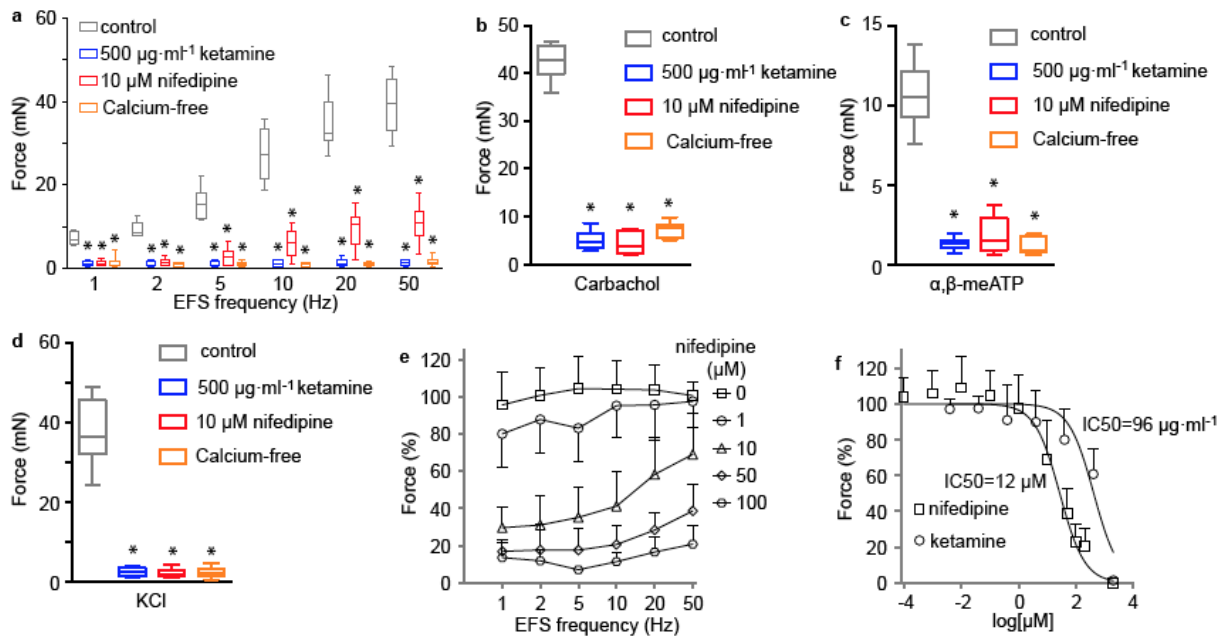 a
60
40
20
0
Force (mN)
control
500 µg·ml⁻¹ ketamine
10 µM nifedipine
Calcium-free
* * *
* * *
* * *
* * *
* * *
* * *
1 2 5 10 20 50
EFS frequency (Hz)
b
50
40
30
20
10
0
Force (mN)
control
500 µg·ml⁻¹ ketamine
10 µM nifedipine
Calcium-free
* * *
Carbachol
c
15
10
5
0
Force (mN)
control
500 µg·ml⁻¹ ketamine
10 µM nifedipine
Calcium-free
* * *
α,β-meATP
d
60
40
20
0
Force (mN)
control
500 µg·ml⁻¹ ketamine
10 µM nifedipine
Calcium-free
* * *
KCl
e
120
100
80
60
40
20
0
Force (%)
nifedipine
(µM)
0
1
10
50
100
1 2 5 10 20 50
EFS frequency (Hz)
f
120
100
80
60
40
20
0
Force (%)
IC50=96 µg·ml⁻¹
IC50=12 µM
nifedipine
ketamine
-4 -2 0 2 4
log[µM]